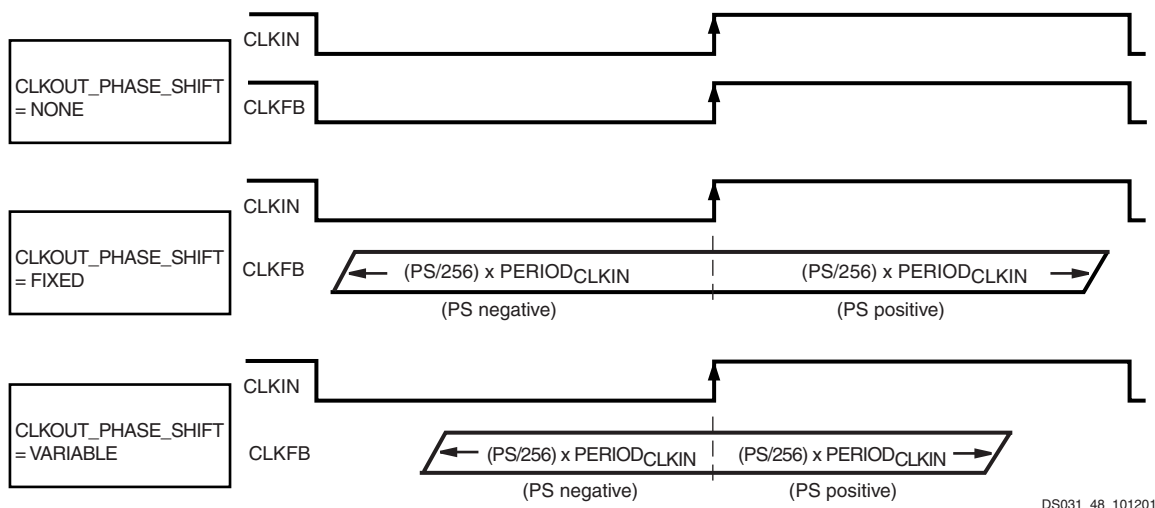 CLKIN
CLKOUT_PHASE_SHIFT
= NONE
CLKFB
CLKIN
CLKOUT_PHASE_SHIFT
= FIXED
CLKFB
(PS/256) x PERIODCLKIN
(PS/256) x PERIODCLKIN
(PS negative)
(PS positive)
CLKIN
CLKOUT_PHASE_SHIFT
= VARIABLE
CLKFB
(PS/256) x PERIODCLKIN
(PS/256) x PERIODCLKIN
(PS negative)
(PS positive)
DS031_48_101201